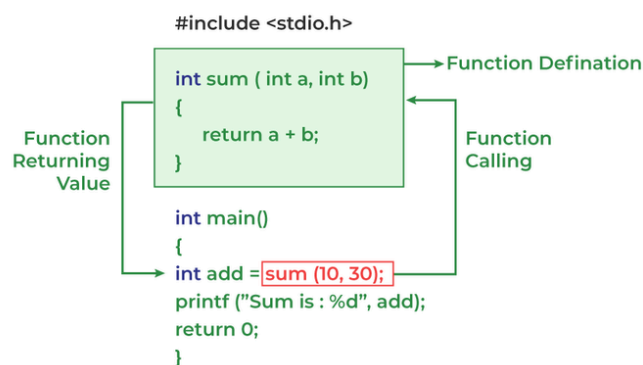 #include <stdio.h>
int sum ( int a, int b)
{
return a + b;
}
Function Defination
Function
Returning
Value
Function
Calling
int main()
{
int add = sum (10, 30);
printf ("Sum is : %d", add);
return 0;
}